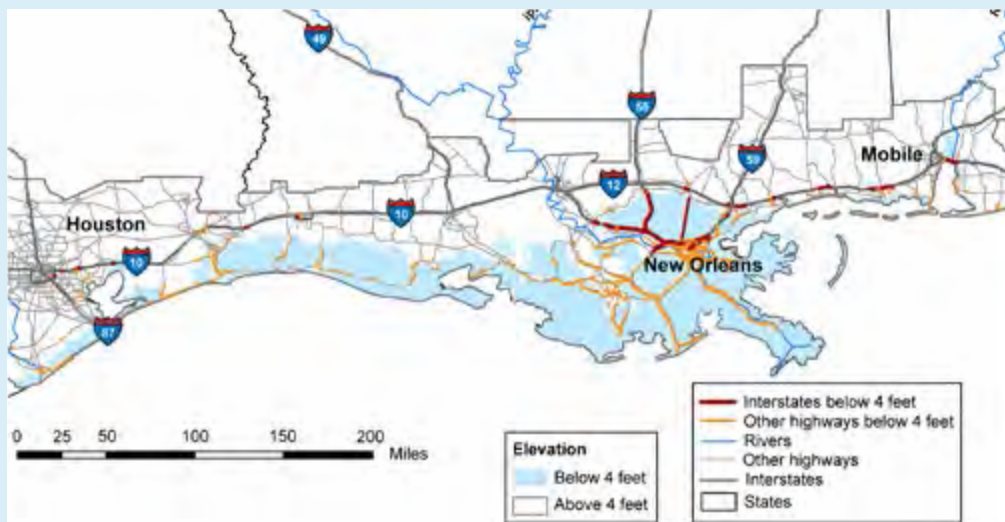 49
55
59
Mobile
12
Houston
10
10
New Orleans
87
0 25 50 100 150 200
Miles
Elevation
Below 4 feet
Above 4 feet
Interstates below 4 feet
Other highways below 4 feet
Rivers
Other highways
Interstates
States